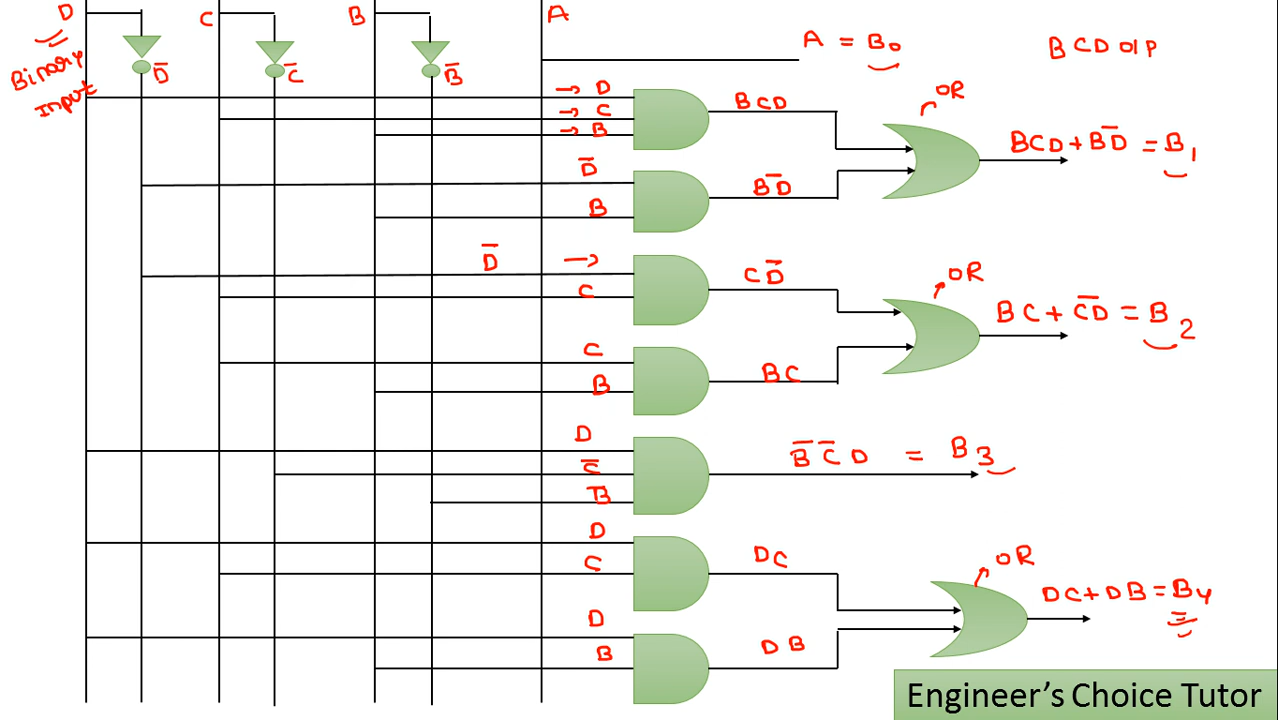 D C B A
A = B0
BCD O/P
Binary
Input
D̅ C̅ B̅
D
C
B
BCD
OR
BCD + BD̅ = B1
D̅
B
BD̅
D̅
C
CD̅
OR
BC + C̅D̅ = B2
C
B
BC
D
C̅
B̅
B̅ C̅ D = B3
D
C
DC
OR
DC + DB = B4
D
B
DB
Engineer's Choice Tutor